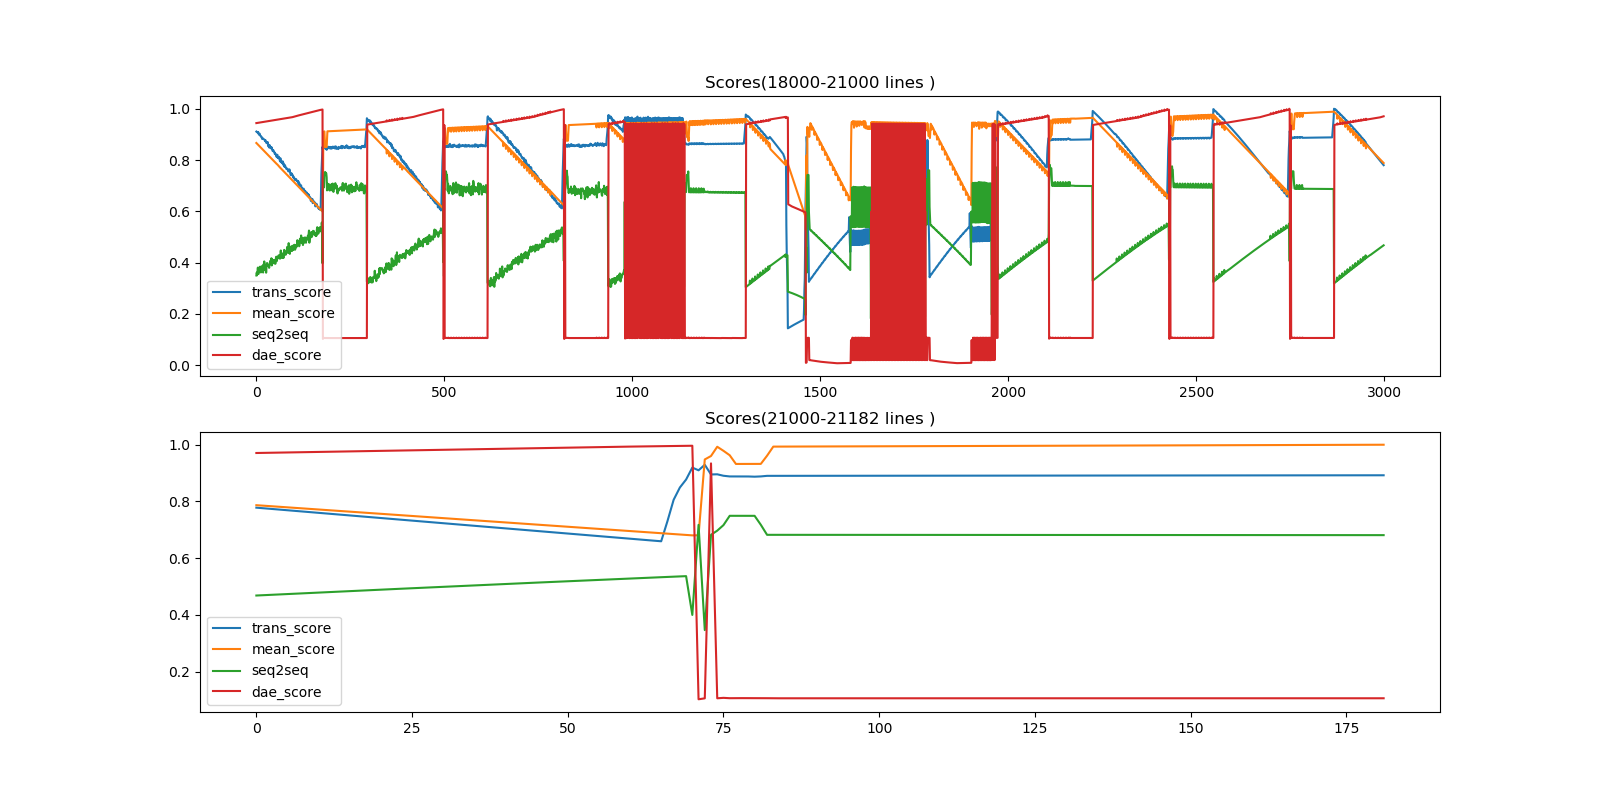 Scores(18000-21000 lines )
1.0
0.8
0.6
0.4
0.2
0.0
trans_score
mean_score
seq2seq
dae_score
0 500 1000 1500 2000 2500 3000
Scores(21000-21182 lines )
1.0
0.8
0.6
0.4
0.2
trans_score
mean_score
seq2seq
dae_score
0 25 50 75 100 125 150 175